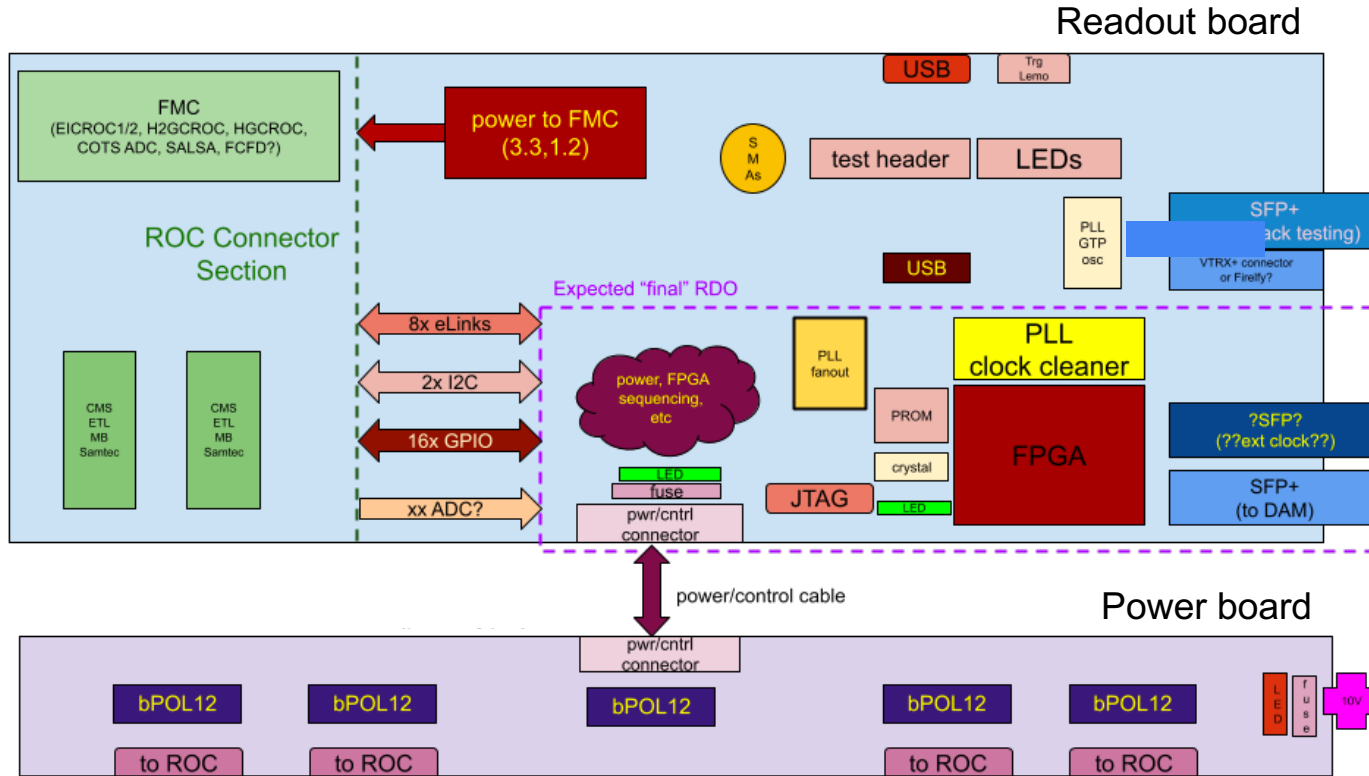 Readout board
FMC
(EICROC1/2, H2GCROC, HGCROC,
COTS ADC, SALSA, FCFD?)
power to FMC
(3.3,1.2)
USB
Trg
Lemo
S
M
As
test header
LEDs
ROC Connector
Section
PLL
GTP
osc
SFP+
ack testing)
VTRX+ connector
or Firelfy?
USB
Expected “final” RDO
8x eLinks
2x I2C
16x GPIO
xx ADC?
CMS
ETL
MB
Samtec
CMS
ETL
MB
Samtec
power, FPGA
sequencing,
etc
PLL
fanout
PLL
clock cleaner
PROM
crystal
FPGA
?SFP?
(??ext clock??)
LED
fuse
pwr/cntrl
connector
JTAG
LED
SFP+
(to DAM)
power/control cable
Power board
pwr/cntrl
connector
bPOL12
bPOL12
bPOL12
bPOL12
bPOL12
L
E
D
f
u
s
e
10V
to ROC
to ROC
to ROC
to ROC